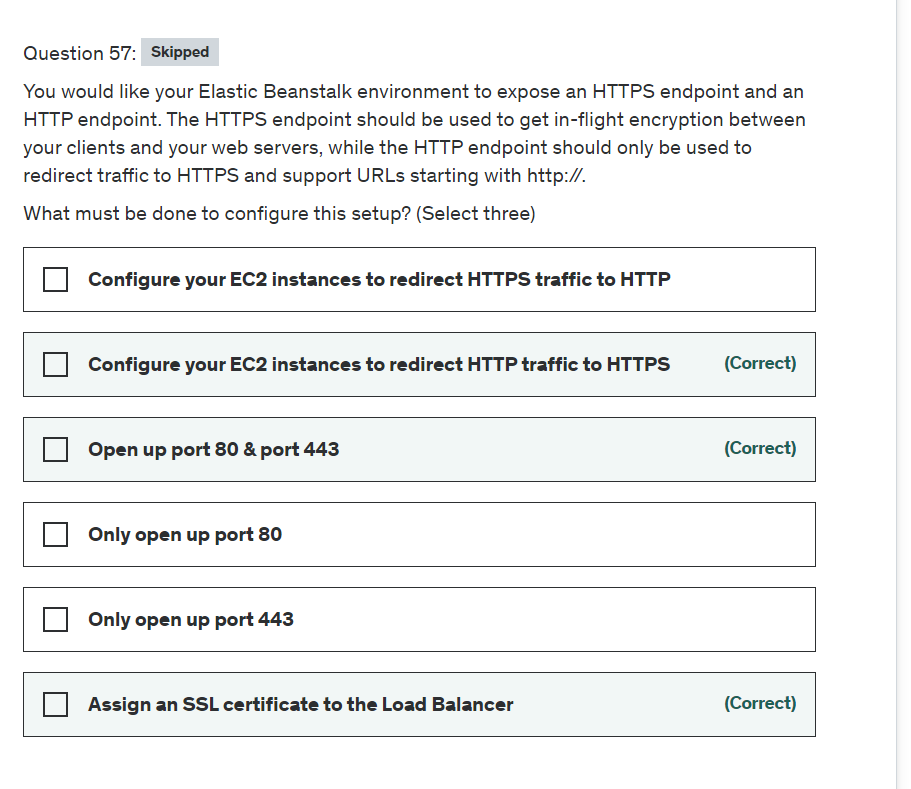 Question 57: Skipped
You would like your Elastic Beanstalk environment to expose an HTTPS endpoint and an
HTTP endpoint. The HTTPS endpoint should be used to get in-flight encryption between
your clients and your web servers, while the HTTP endpoint should only be used to
redirect traffic to HTTPS and support URLs starting with http://.
What must be done to configure this setup? (Select three)
Configure your EC2 instances to redirect HTTPS traffic to HTTP
Configure your EC2 instances to redirect HTTP traffic to HTTPS (Correct)
Open up port 80 & port 443 (Correct)
Only open up port 80
Only open up port 443
Assign an SSL certificate to the Load Balancer (Correct)